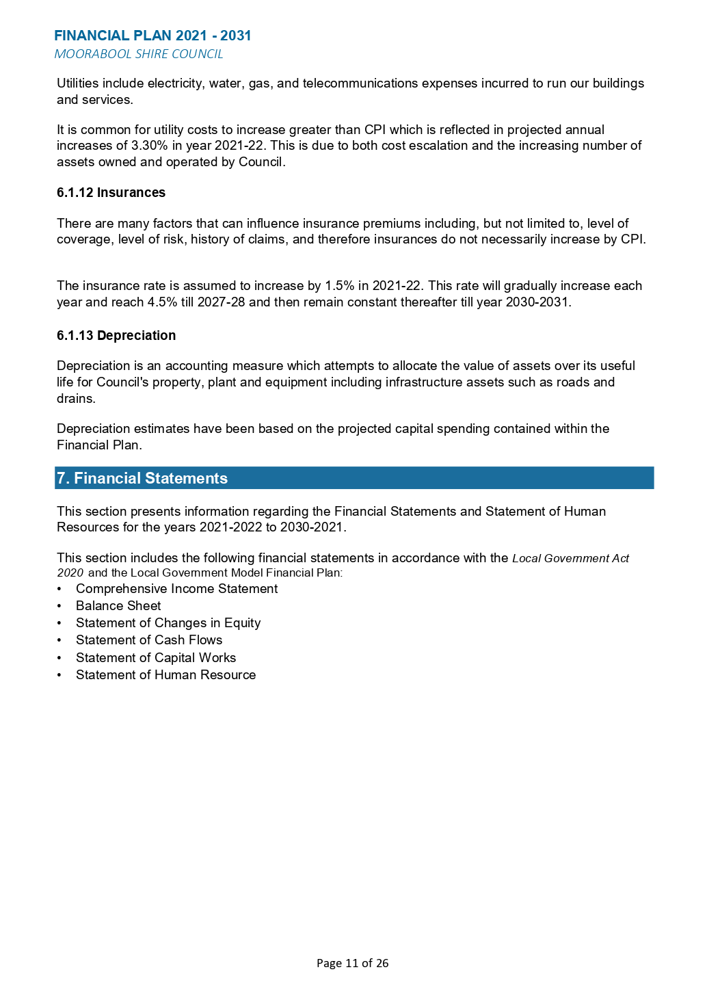 FINANCIAL PLAN 2021 - 2031
MOORABOOL SHIRE COUNCIL
Utilities include electricity, water, gas, and telecommunications expenses incurred to run our buildings
and services.
It is common for utility costs to increase greater than CPI which is reflected in projected annual
increases of 3.30% in year 2021-22. This is due to both cost escalation and the increasing number of
assets owned and operated by Council.
6.1.12 Insurances
There are many factors that can influence insurance premiums including, but not limited to, level of
coverage, level of risk, history of claims, and therefore insurances do not necessarily increase by CPI.
The insurance rate is assumed to increase by 1.5% in 2021-22. This rate will gradually increase each
year and reach 4.5% till 2027-28 and then remain constant thereafter till year 2030-2031.
6.1.13 Depreciation
Depreciation is an accounting measure which attempts to allocate the value of assets over its useful
life for Council's property, plant and equipment including infrastructure assets such as roads and
drains.
Depreciation estimates have been based on the projected capital spending contained within the
Financial Plan.
7. Financial Statements
This section presents information regarding the Financial Statements and Statement of Human
Resources for the years 2021-2022 to 2030-2021.
This section includes the following financial statements in accordance with the Local Government Act
2020 and the Local Government Model Financial Plan:
• Comprehensive Income Statement
• Balance Sheet
• Statement of Changes in Equity
• Statement of Cash Flows
• Statement of Capital Works
• Statement of Human Resource
Page 11 of 26